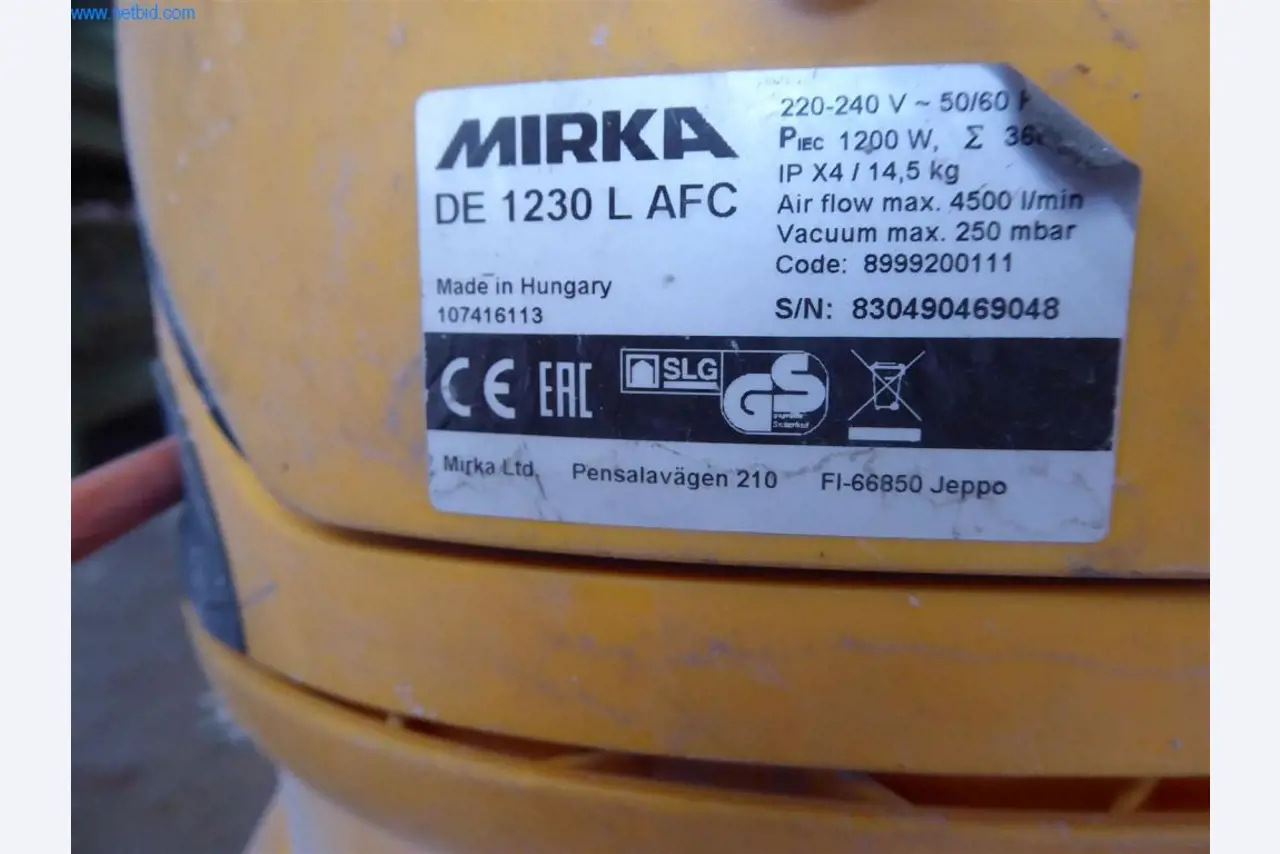 www.netbid.com
MIRKA
DE 1230 L AFC
Made in Hungary
107416113
220-240 V ~ 50/60
PIEC 1200 W, Σ
IP X4 / 14,5 kg
Air flow max. 4500 l/min
Vacuum max. 250 mbar
Code: 8999200111
S/N: 830490469048
CE EAC SLG GS
Mirka Ltd. Pensalavägen 210 FI-66850 Jeppo